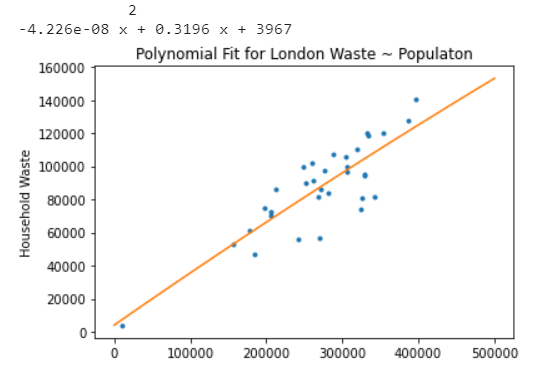 2
-4.226e-08 x + 0.3196 x + 3967
Polynomial Fit for London Waste ~ Populaton
160000
140000
120000
100000
80000
60000
40000
20000
0
Household Waste
0 100000 200000 300000 400000 500000